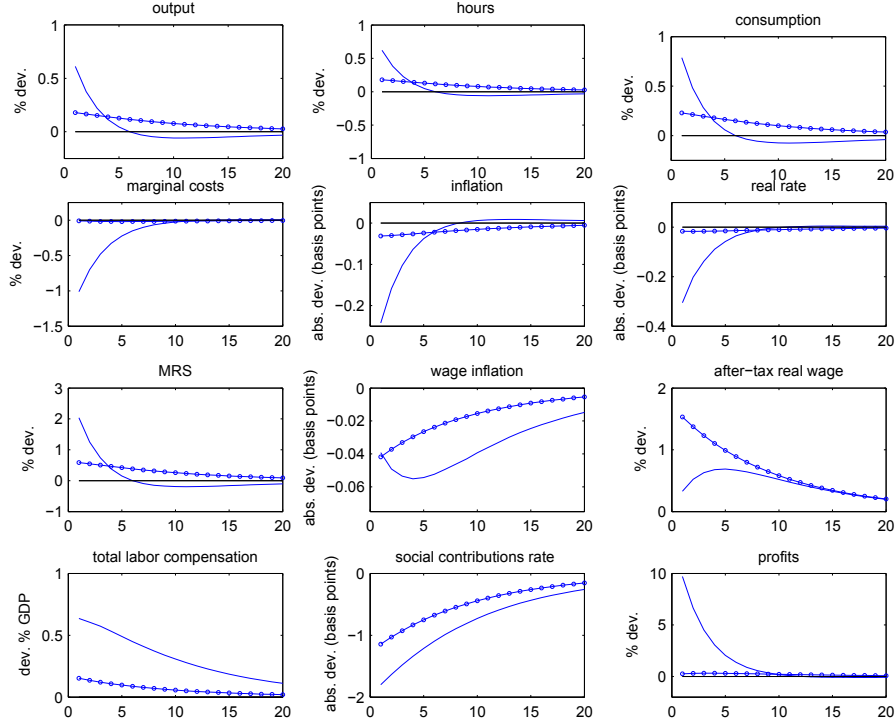 output
hours
consumption
% dev.
1
0.5
0
0 5 10 15 20
% dev.
1
0.5
0
−0.5
−1
0 5 10 15 20
% dev.
1
0.5
0
0 5 10 15 20
marginal costs
inflation
real rate
% dev.
0
−0.5
−1
−1.5
0 5 10 15 20
abs. dev. (basis points)
0
−0.1
−0.2
0 5 10 15 20
abs. dev. (basis points)
0
−0.2
−0.4
0 5 10 15 20
MRS
wage inflation
after−tax real wage
% dev.
3
2
1
0
−1
0 5 10 15 20
abs. dev. (basis points)
0
−0.02
−0.04
−0.06
0 5 10 15 20
% dev.
2
1
0
0 5 10 15 20
total labor compensation
social contributions rate
profits
dev. % GDP
1
0.5
0
0 5 10 15 20
abs. dev. (basis points)
0
−1
−2
0 5 10 15 20
% dev.
10
5
0
0 5 10 15 20